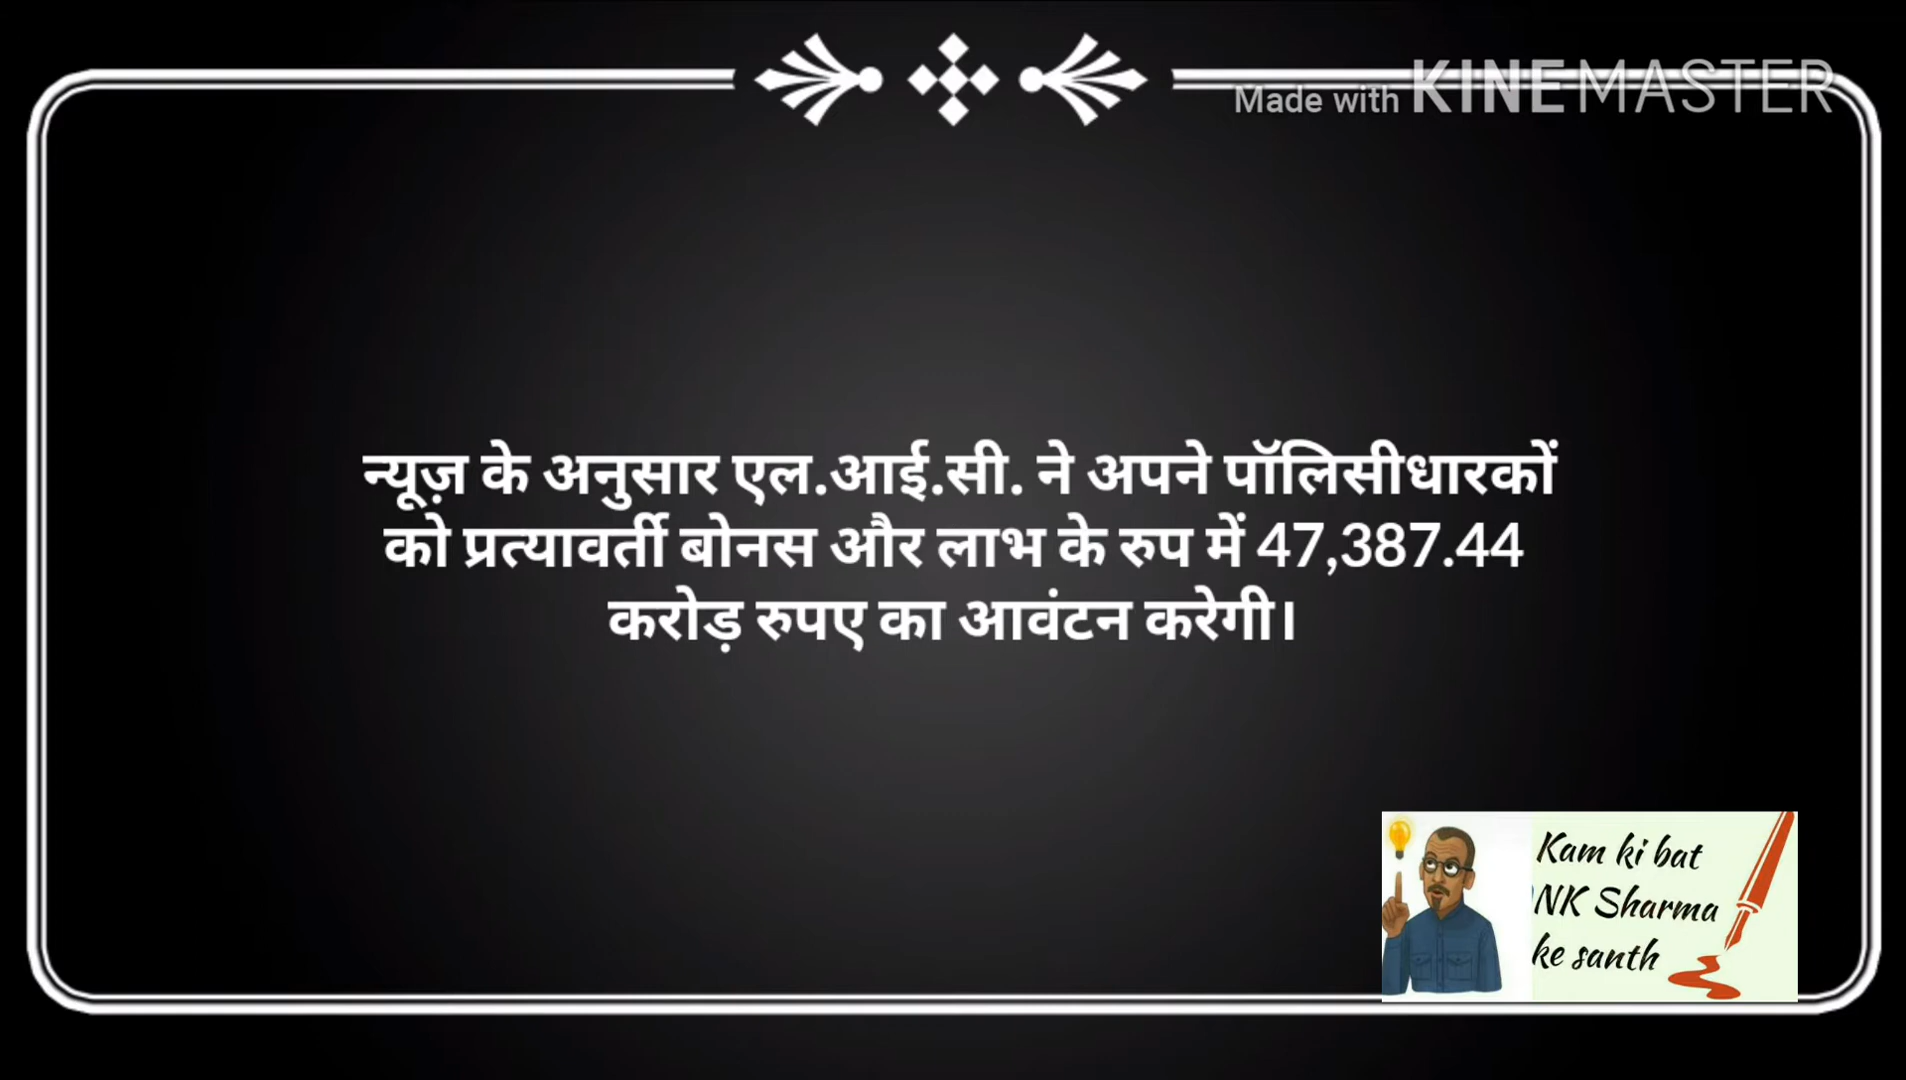 Made with KINEMASTER
न्यूज़ के अनुसार एल.आई.सी. ने अपने पॉलिसीधारकों
को प्रत्यावर्ती बोनस और लाभ के रुप में 47,387.44
करोड़ रुपए का आवंटन करेगी।
Kam ki bat
NK Sharma
ke santh